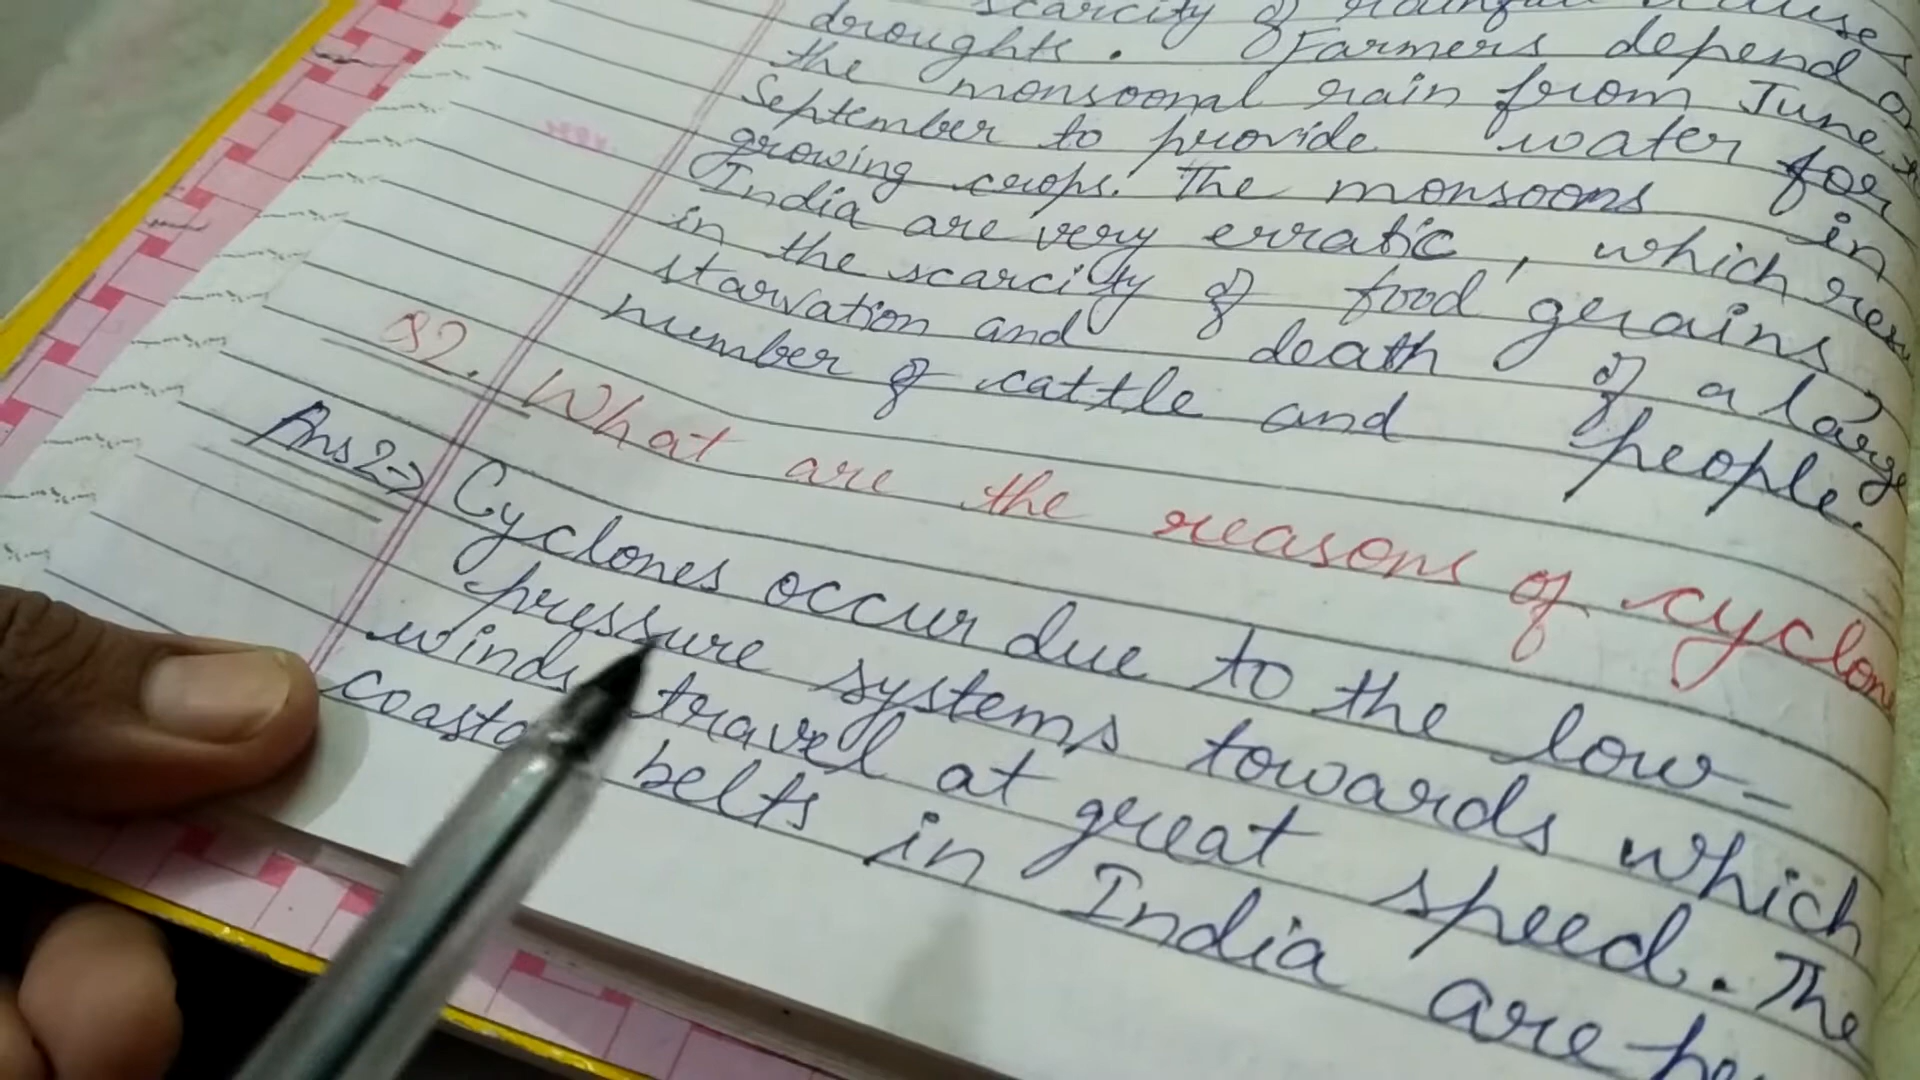 scarcity of rainfall causes
droughts. Farmers depend on
the monsoonal rain from June to
September to provide water for
growing crops. The monsoons in
India are very erratic, which resu
in the scarcity of food grains,
starvation and death of a large
number of cattle and people.
Q2. What are the reasons of cyclon
Ans2→ Cyclones occur due to the low-
pressure systems towards which
winds travel at great speed. The
coasta belts in India are